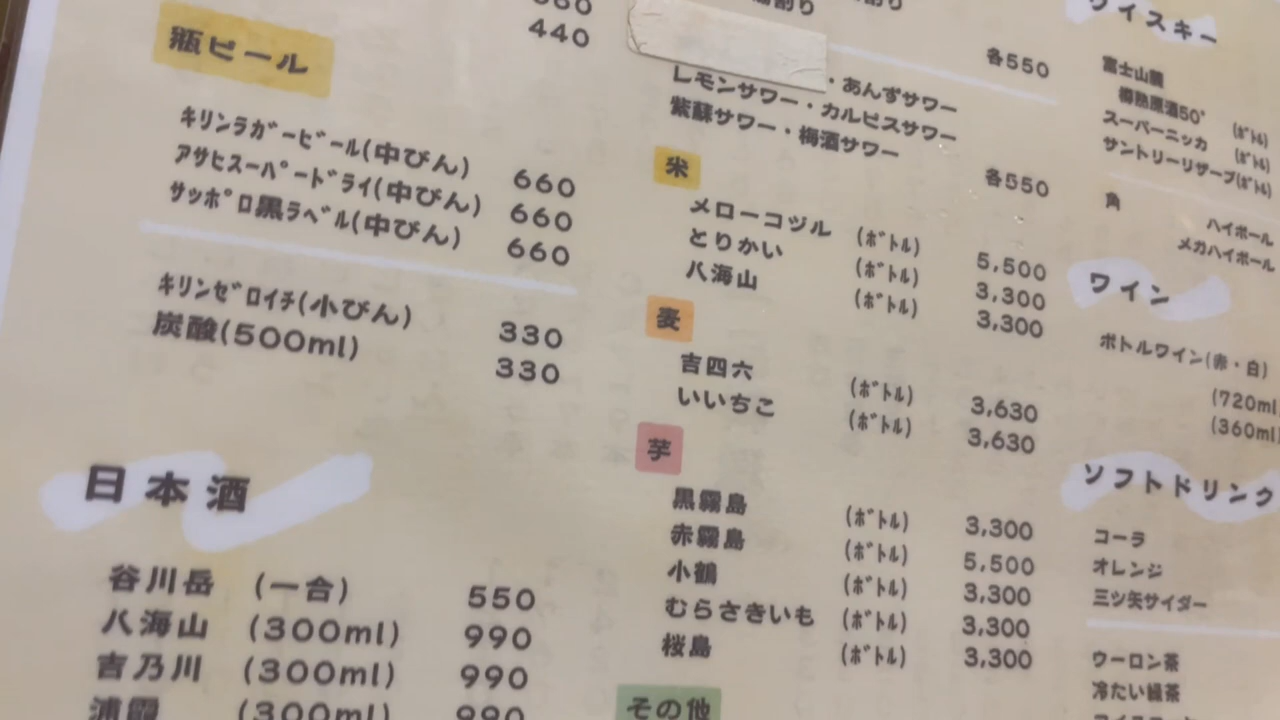 440
瓶ビール
キリンラガービール(中びん) 660
アサヒスーパードライ(中びん) 660
サッポロ黒ラベル(中びん) 660
キリンゼロイチ(小びん) 330
炭酸(500ml) 330
日本酒
谷川岳 (一合) 550
八海山 (300ml) 990
吉乃川 (300ml) 990
浦霞 (300ml) 990
各550
・あんずサワー
レモンサワー・カルピスサワー
紫蘇サワー・梅酒サワー
各550
米
メローコヅル (ボトル) 5,500
とりかい (ボトル) 3,300
八海山 (ボトル) 3,300
麦
吉四六 (ボトル) 3,630
いいちこ (ボトル) 3,630
芋
黒霧島 (ボトル) 3,300
赤霧島 (ボトル) 5,500
小鶴 (ボトル) 3,300
むらさきいも (ボトル) 3,300
桜島 (ボトル) 3,300
その他
ウイスキー
富士山麓
樽熟原酒50° (ボトル)
スーパーニッカ (ボトル)
サントリーリザーブ(ボトル)
角 ハイボール
メガハイボール
ワイン
ボトルワイン(赤・白)
(720ml
(360ml
ソフトドリンク
コーラ
オレンジ
三ツ矢サイダー
ウーロン茶
冷たい緑茶